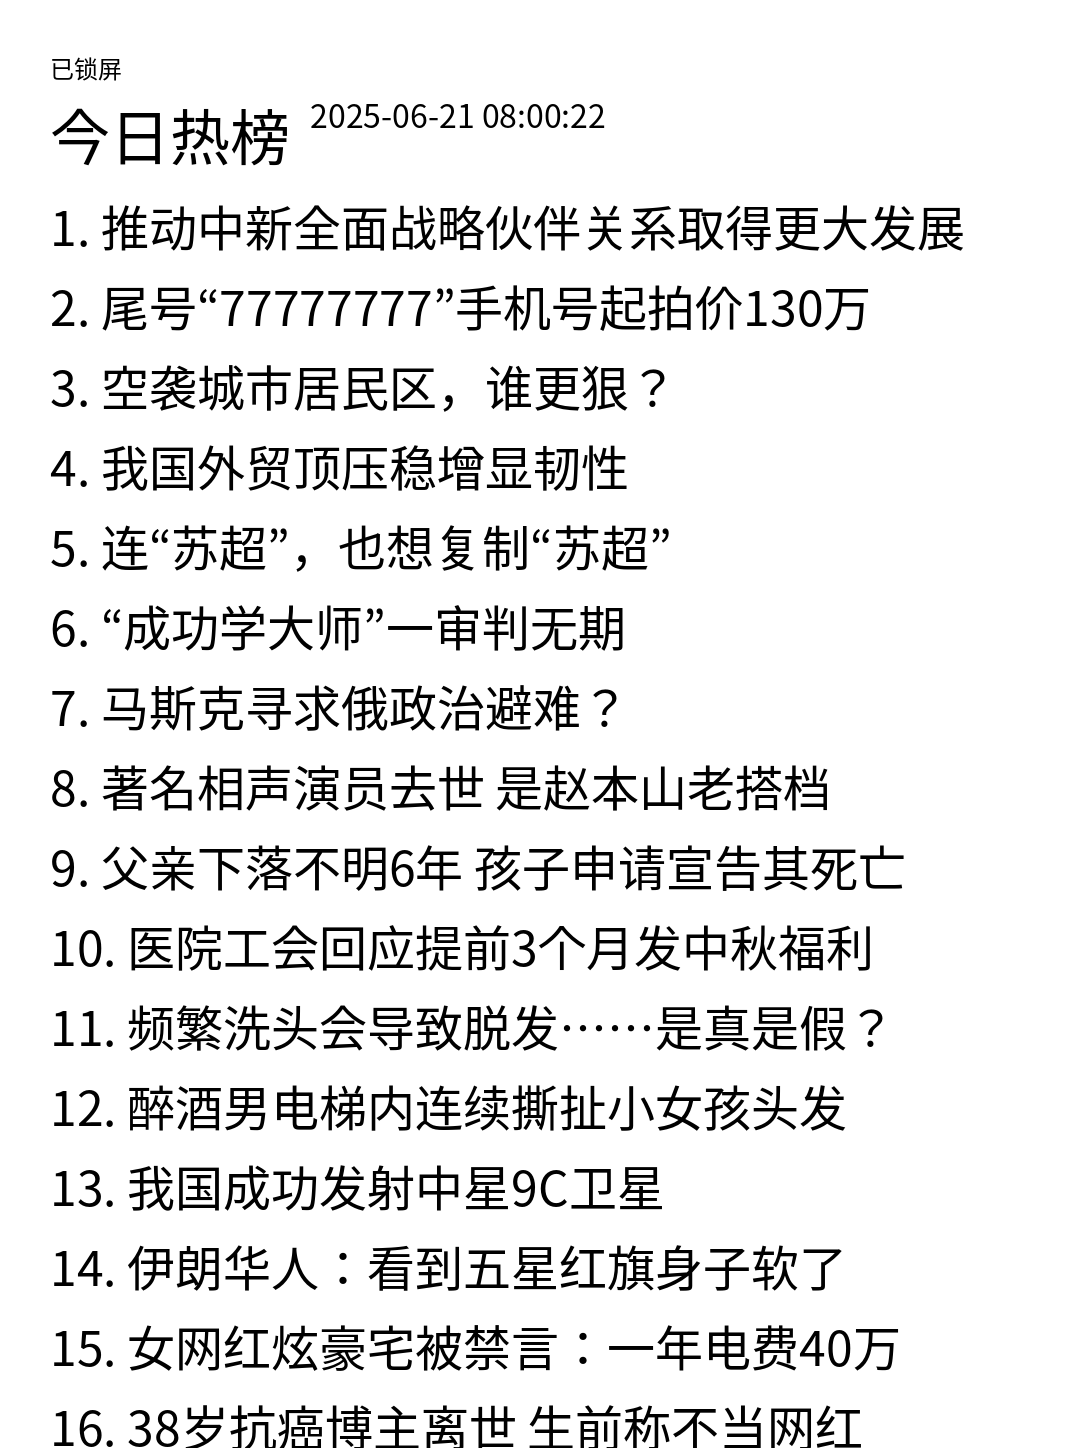 已锁屏
今日热榜 2025-06-21 08:00:22
1. 推动中新全面战略伙伴关系取得更大发展
2. 尾号“77777777”手机号起拍价130万
3. 空袭城市居民区，谁更狠？
4. 我国外贸顶压稳增显韧性
5. 连“苏超”，也想复制“苏超”
6. “成功学大师”一审判无期
7. 马斯克寻求俄政治避难？
8. 著名相声演员去世 是赵本山老搭档
9. 父亲下落不明6年 孩子申请宣告其死亡
10. 医院工会回应提前3个月发中秋福利
11. 频繁洗头会导致脱发……是真是假？
12. 醉酒男电梯内连续撕扯小女孩头发
13. 我国成功发射中星9C卫星
14. 伊朗华人：看到五星红旗身子软了
15. 女网红炫豪宅被禁言：一年电费40万
16. 38岁抗癌博主离世 生前称不当网红